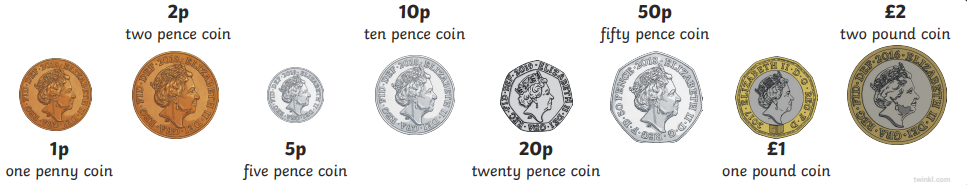 2p
two pence coin
10p
ten pence coin
50p
fifty pence coin
£2
two pound coin
1p
one penny coin
5p
five pence coin
20p
twenty pence coin
£1
one pound coin
twinkl.com